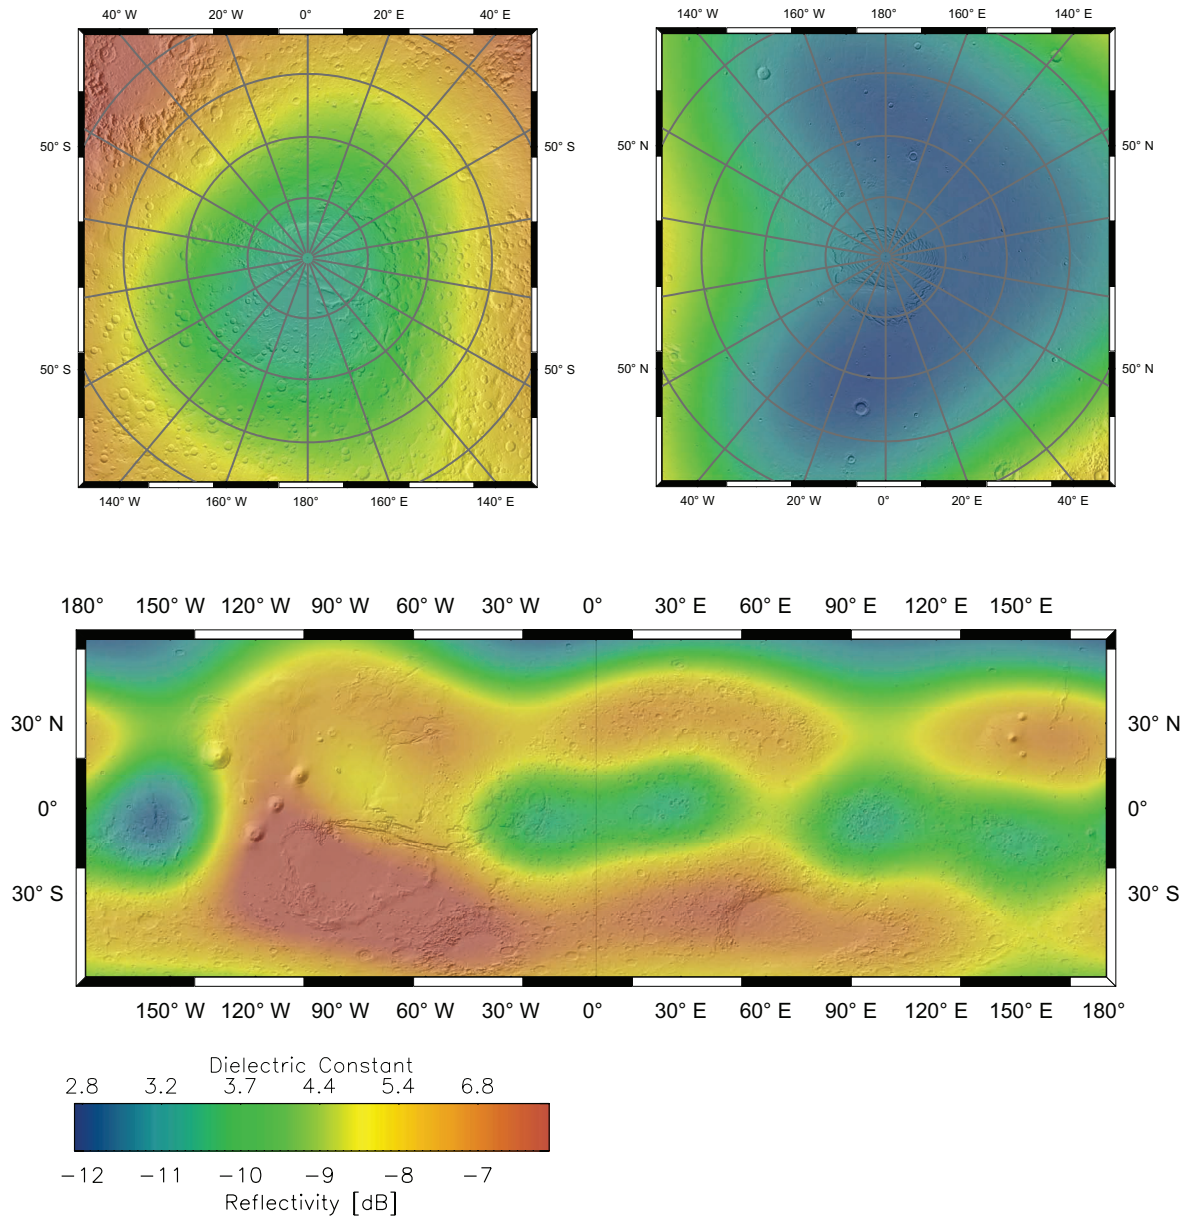 40° W 20° W 0° 20° E 40° E
140° W 160° W 180° 160° E 140° E
50° S 50° S 50° N 50° N
50° S 50° S 50° N 50° N
140° W 160° W 180° 160° E 140° E
40° W 20° W 0° 20° E 40° E
180° 150° W 120° W 90° W 60° W 30° W 0° 30° E 60° E 90° E 120° E 150° E
30° N 30° N
0° 0°
30° S 30° S
150° W 120° W 90° W 60° W 30° W 0° 30° E 60° E 90° E 120° E 150° E 180°
Dielectric Constant
2.8 3.2 3.7 4.4 5.4 6.8
−12 −11 −10 −9 −8 −7
Reflectivity [dB]